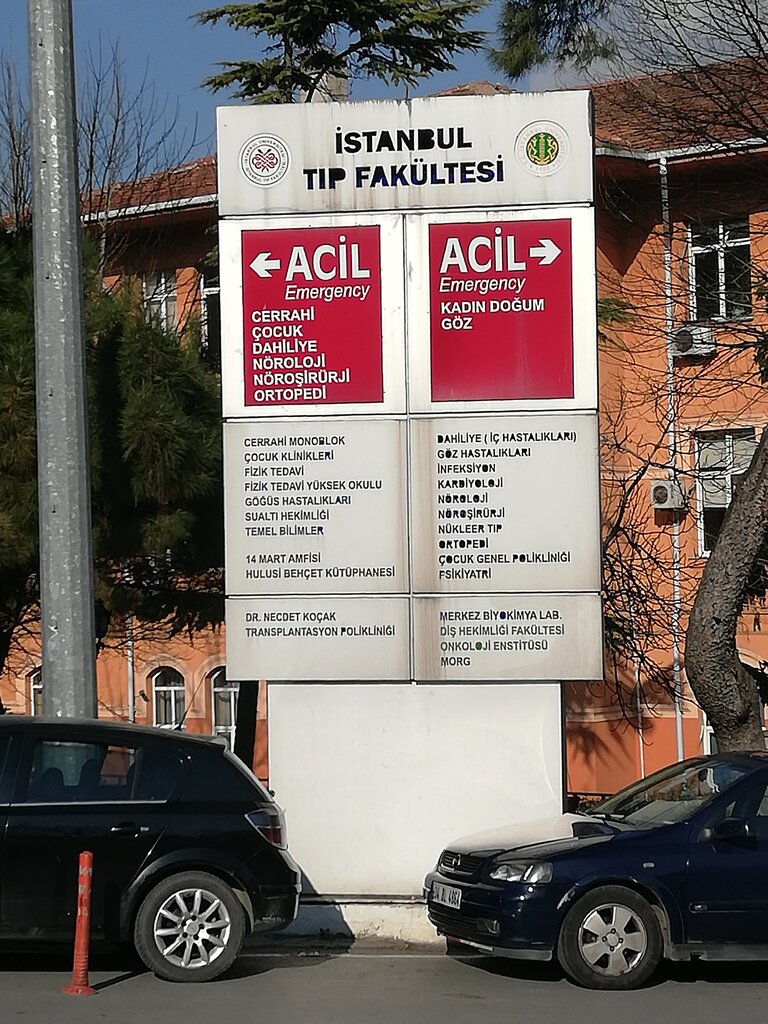 İSTANBUL
TIP FAKÜLTESİ
ACİL
Emergency
CERRAHİ
ÇOCUK
DAHİLİYE
NÖROLOJİ
NÖROŞİRÜRJİ
ORTOPEDİ
ACİL
Emergency
KADIN DOĞUM
GÖZ
CERRAHİ MONOBLOK
ÇOCUK KLİNİKLERİ
FİZİK TEDAVİ
FİZİK TEDAVİ YÜKSEK OKULU
GÖĞÜS HASTALIKLARI
SUALTI HEKİMLİĞİ
TEMEL BİLİMLER
14 MART AMFİSİ
HULUSİ BEHÇET KÜTÜPHANESİ
DAHİLİYE ( İÇ HASTALIKLARI)
GÖZ HASTALIKLARI
İNFEKSİYON
KARDİYOLOJİ
NÖROLOJİ
NÖROŞİRÜRJİ
NÜKLEER TIP
ORTOPEDİ
ÇOCUK GENEL POLİKLİNİĞİ
PSİKİYATRİ
DR. NECDET KOÇAK
TRANSPLANTASYON POLİKLİNİĞİ
MERKEZ BİYOKİMYA LAB.
DİŞ HEKİMLİĞİ FAKÜLTESİ
ONKOLOJİ ENSTİTÜSÜ
MORG